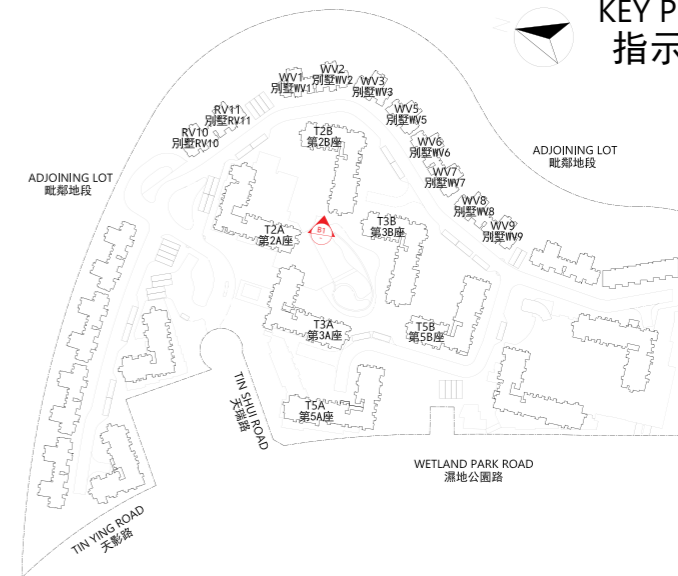 KEY P
指示
WV1
別墅WV1
WV2
別墅WV2
WV3
別墅WV3
RV11
別墅RV11
WV5
別墅WV5
RV10
別墅RV10
T2B
第2B座
WV6
別墅WV6
ADJOINING LOT
毗鄰地段
WV7
別墅WV7
ADJOINING LOT
毗鄰地段
WV8
別墅WV8
WV9
別墅WV9
T3B
第3B座
T2A
第2A座
B1
T3A
第3A座
T5B
第5B座
T5A
第5A座
TIN SHUI ROAD
天瑞路
WETLAND PARK ROAD
濕地公園路
TIN YING ROAD
天影路